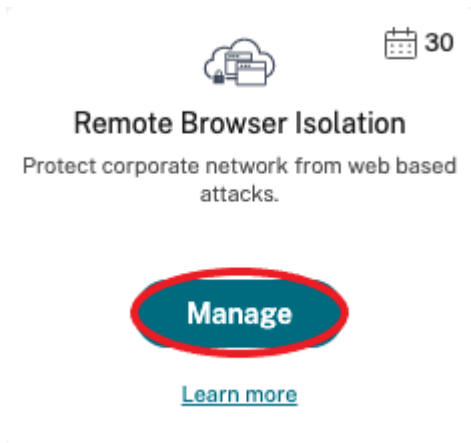 30
Remote Browser Isolation
Protect corporate network from web based
attacks.
Manage
Learn more